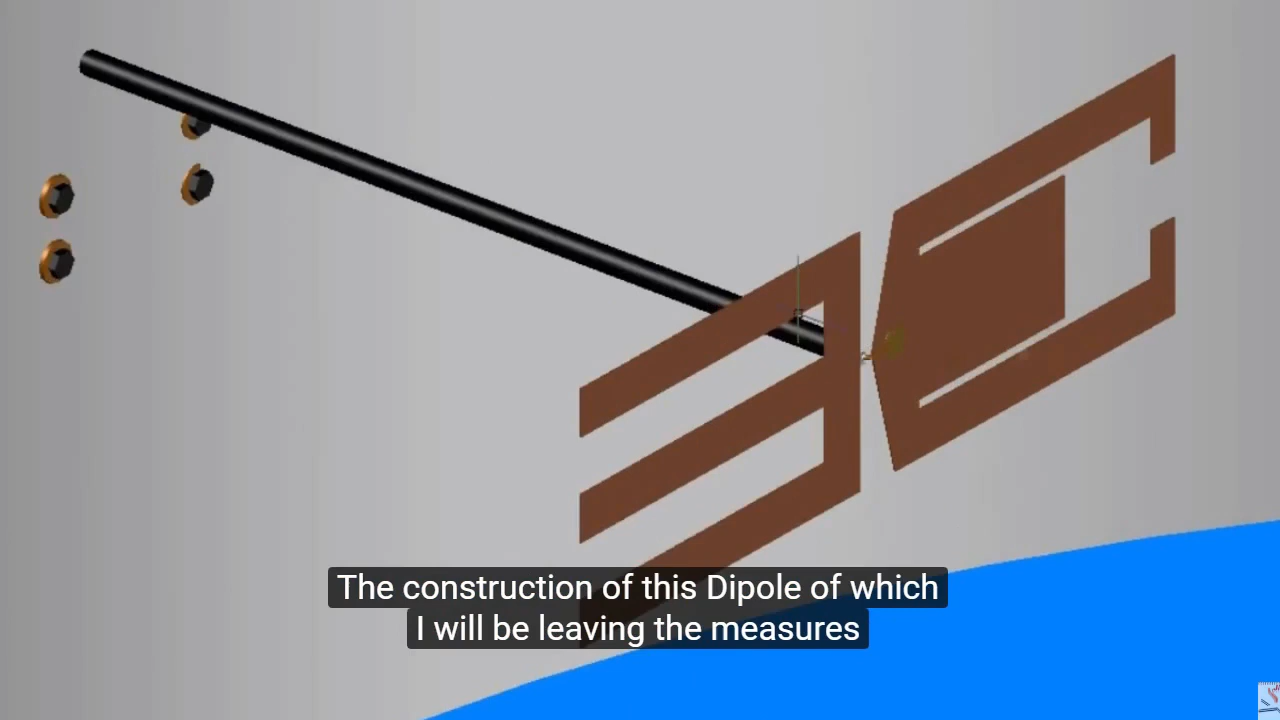 The construction of this Dipole of which
I will be leaving the measures